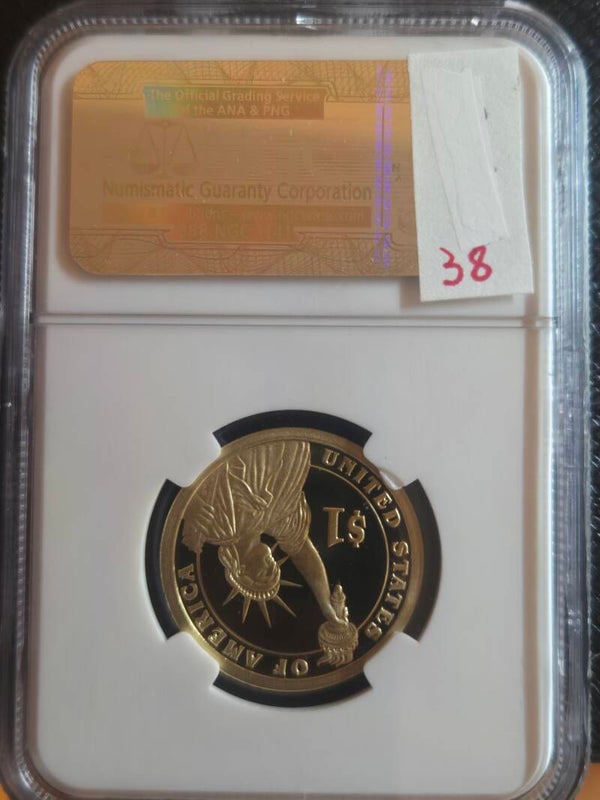 The Official Grading Service
of the ANA & PNG
Numismatic Guaranty Corporation
38
UNITED STATES OF AMERICA
$1